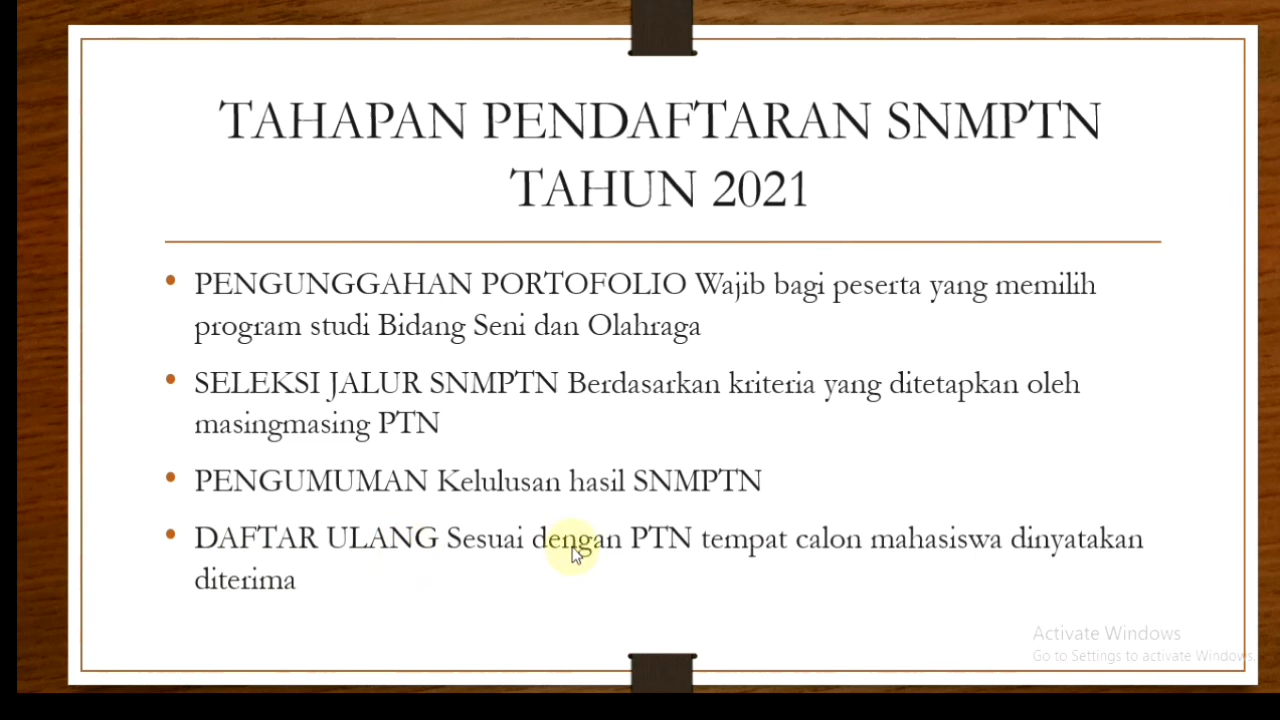 TAHAPAN PENDAFTARAN SNMPTN
TAHUN 2021
• PENGUNGGAHAN PORTOFOLIO Wajib bagi peserta yang memilih
program studi Bidang Seni dan Olahraga
• SELEKSI JALUR SNMPTN Berdasarkan kriteria yang ditetapkan oleh
masingmasing PTN
• PENGUMUMAN Kelulusan hasil SNMPTN
• DAFTAR ULANG Sesuai dengan PTN tempat calon mahasiswa dinyatakan
diterima
Activate Windows
Go to Settings to activate Windows.